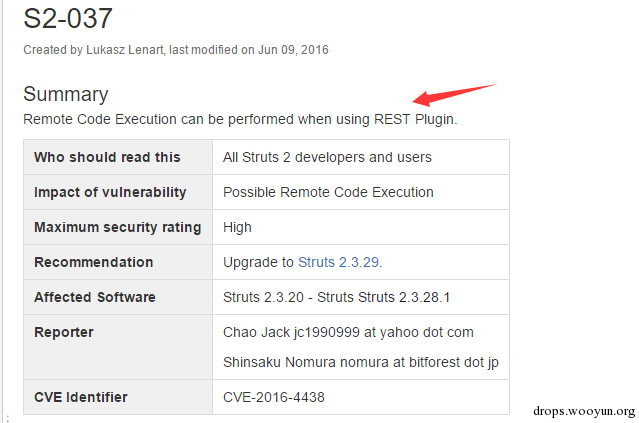 S2-037
Created by Lukasz Lenart, last modified on Jun 09, 2016
Summary
Remote Code Execution can be performed when using REST Plugin.
Who should read this All Struts 2 developers and users
Impact of vulnerability Possible Remote Code Execution
Maximum security rating High
Recommendation Upgrade to Struts 2.3.29.
Affected Software Struts 2.3.20 - Struts Struts 2.3.28.1
Reporter Chao Jack jc1990999 at yahoo dot com
Shinsaku Nomura nomura at bitforest dot jp
CVE Identifier CVE-2016-4438
:
drops.wooyun.org